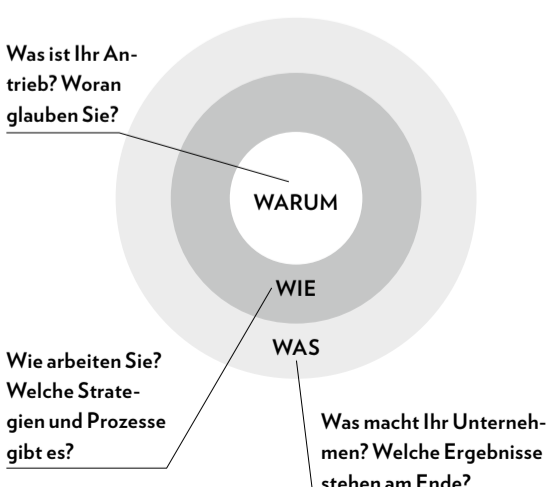 Was ist Ihr An-
trieb? Woran
glauben Sie?
WARUM
WIE
WAS
Wie arbeiten Sie?
Welche Strate-
gien und Prozesse
gibt es?
Was macht Ihr Unterneh-
men? Welche Ergebnisse
stehen am Ende?